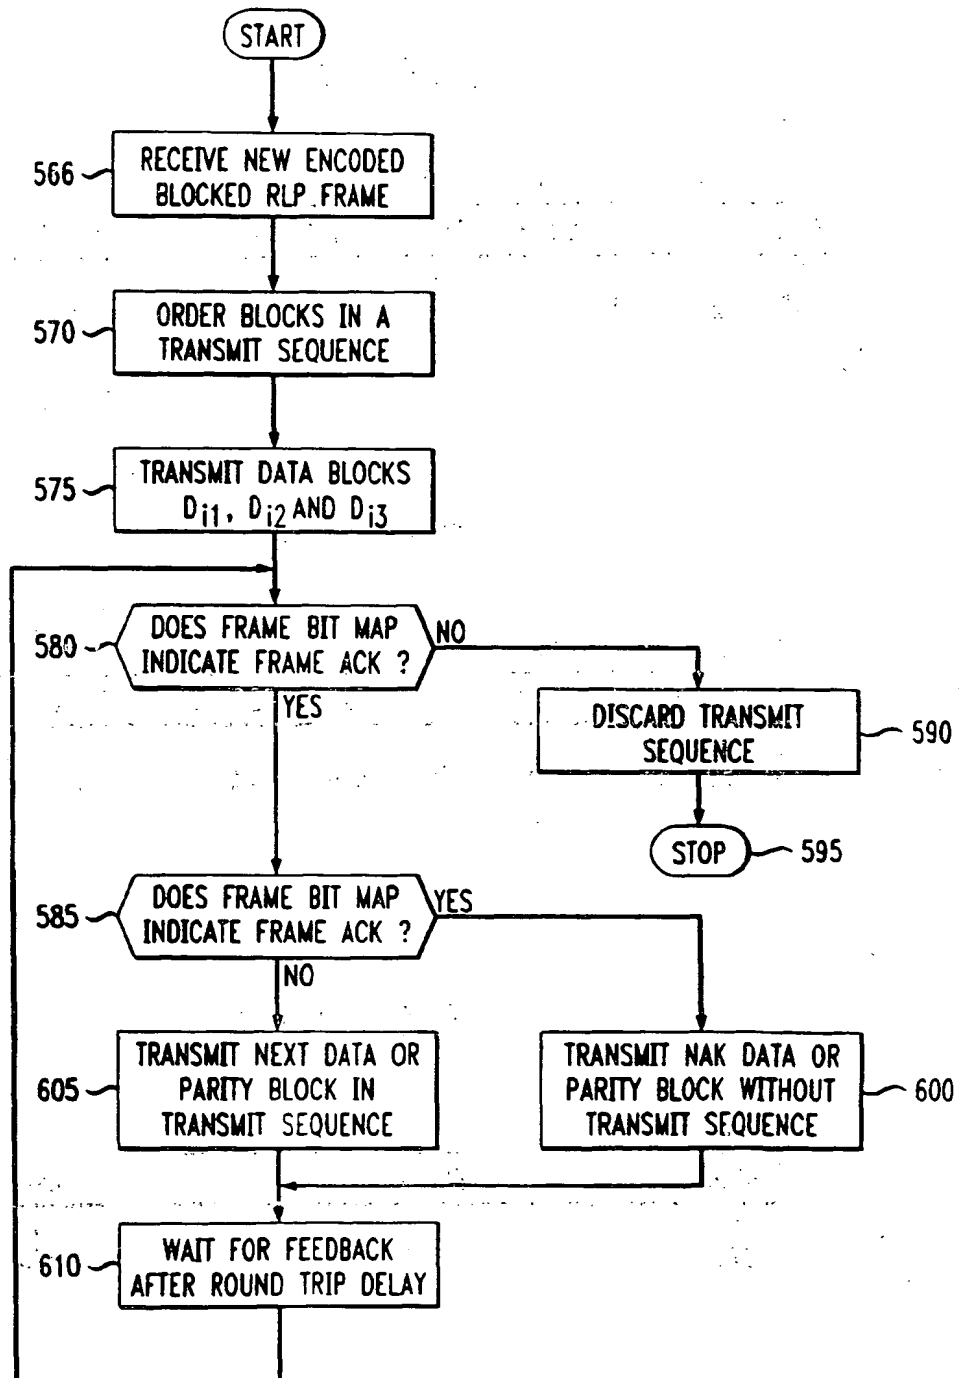 START
566
RECEIVE NEW ENCODED
BLOCKED RLP FRAME
570
ORDER BLOCKS IN A
TRANSMIT SEQUENCE
575
TRANSMIT DATA BLOCKS
Di1, Di2 AND Di3
580
DOES FRAME BIT MAP
INDICATE FRAME ACK ?
NO
YES
DISCARD TRANSMIT
SEQUENCE
590
STOP
595
585
DOES FRAME BIT MAP
INDICATE FRAME ACK ?
YES
NO
605
TRANSMIT NEXT DATA OR
PARITY BLOCK IN
TRANSMIT SEQUENCE
TRANSMIT NAK DATA OR
PARITY BLOCK WITHOUT
TRANSMIT SEQUENCE
600
610
WAIT FOR FEEDBACK
AFTER ROUND TRIP DELAY